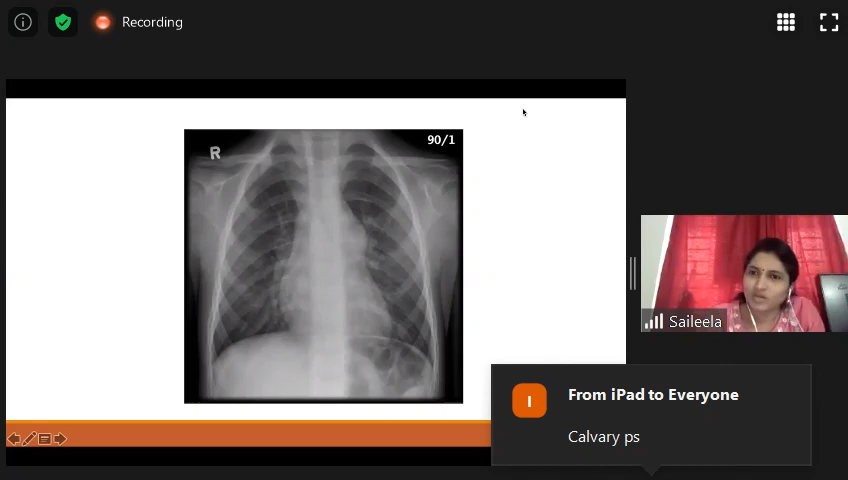 Recording
R
90/1
Saileela
I
From iPad to Everyone
Calvary ps